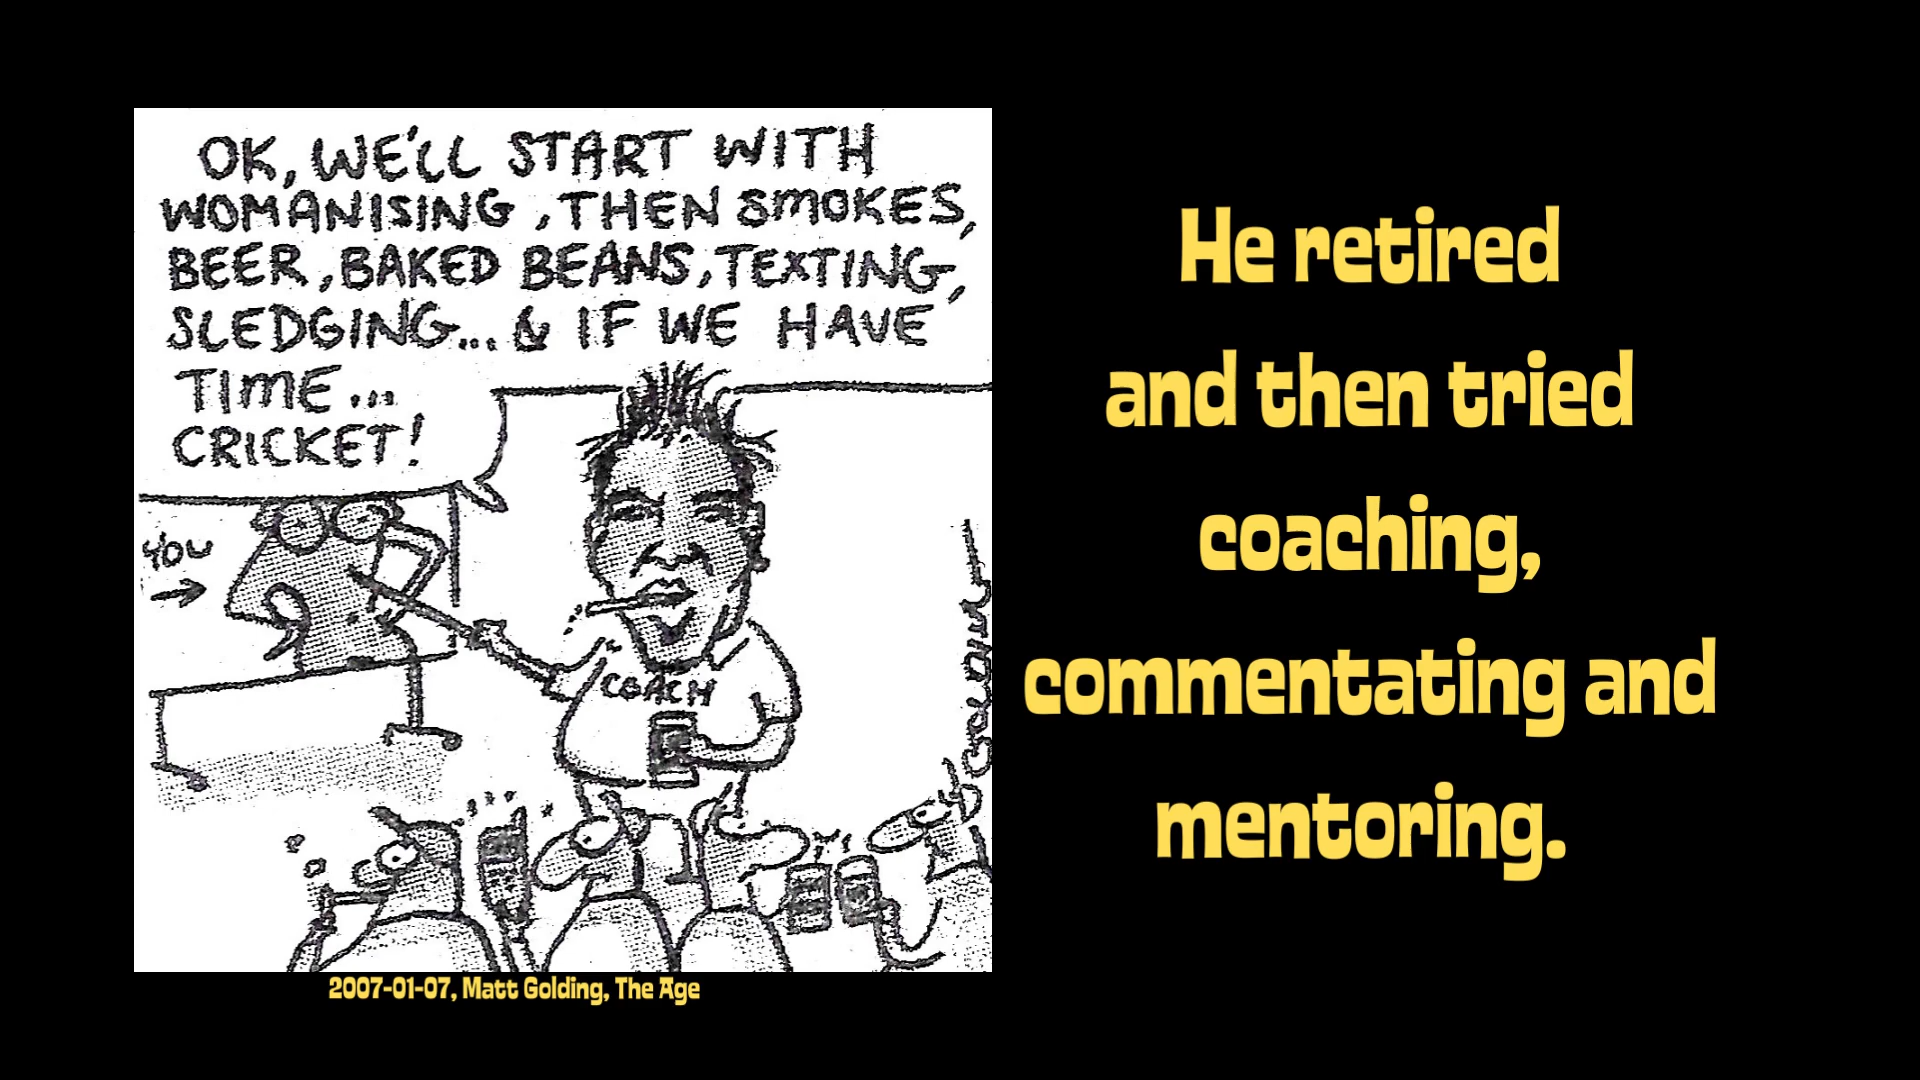 OK, WE'LL START WITH
WOMANISING, THEN SMOKES,
BEER, BAKED BEANS, TEXTING,
SLEDGING... & IF WE HAVE
TIME...
CRICKET!
YOU
COACH
GOLDING
2007-01-07, Matt Golding, The Age
He retired
and then tried
coaching,
commentating and
mentoring.